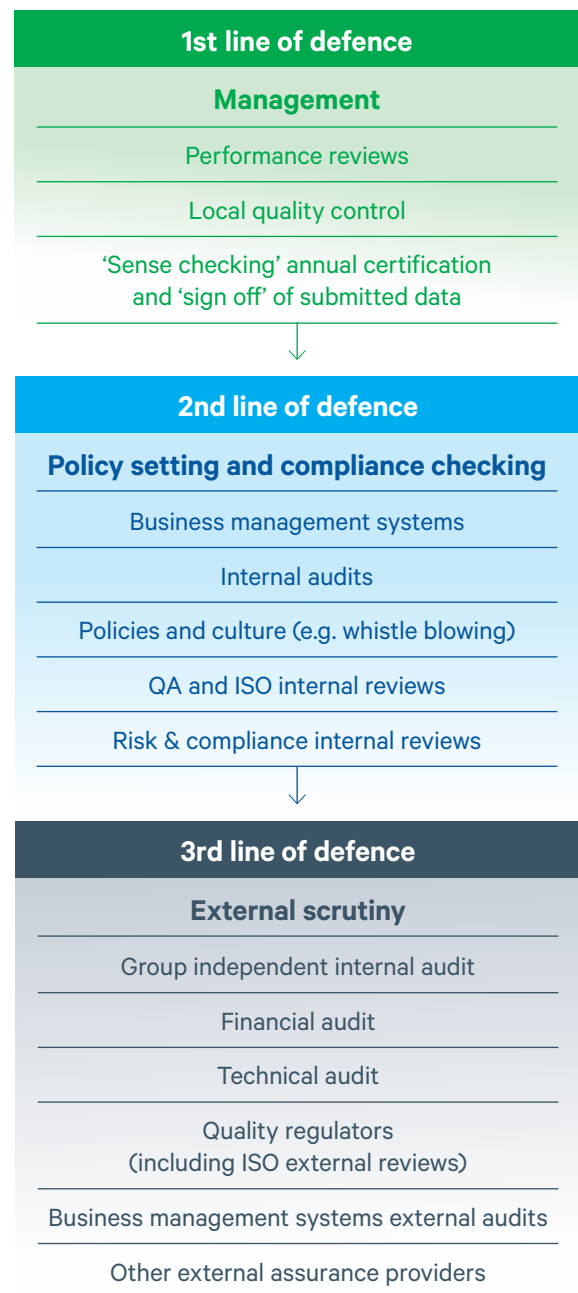 1st line of defence
Management
Performance reviews
Local quality control
‘Sense checking’ annual certification
and ‘sign off’ of submitted data
2nd line of defence
Policy setting and compliance checking
Business management systems
Internal audits
Policies and culture (e.g. whistle blowing)
QA and ISO internal reviews
Risk & compliance internal reviews
3rd line of defence
External scrutiny
Group independent internal audit
Financial audit
Technical audit
Quality regulators
(including ISO external reviews)
Business management systems external audits
Other external assurance providers